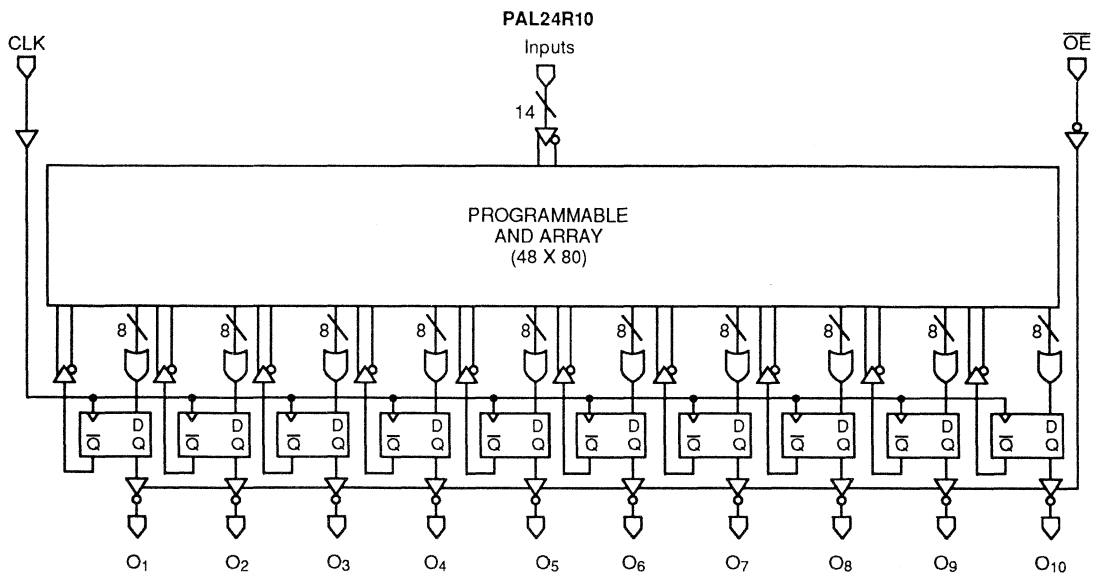 PAL24R10
CLK
Inputs
O̅E̅
14
PROGRAMMABLE
AND ARRAY
(48 X 80)
8 8 8 8 8 8 8 8 8 8
D D D D D D D D D D
Q̅ Q Q̅ Q Q̅ Q Q̅ Q Q̅ Q Q̅ Q Q̅ Q Q̅ Q Q̅ Q Q̅ Q
O1 O2 O3 O4 O5 O6 O7 O8 O9 O10